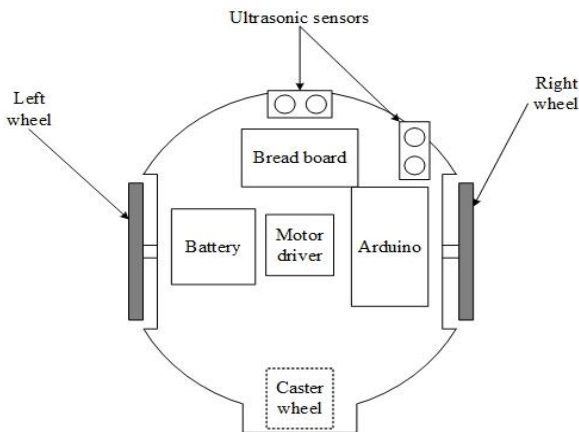 Ultrasonic sensors
Left
wheel
Right
wheel
Bread board
Battery
Motor
driver
Arduino
Caster
wheel